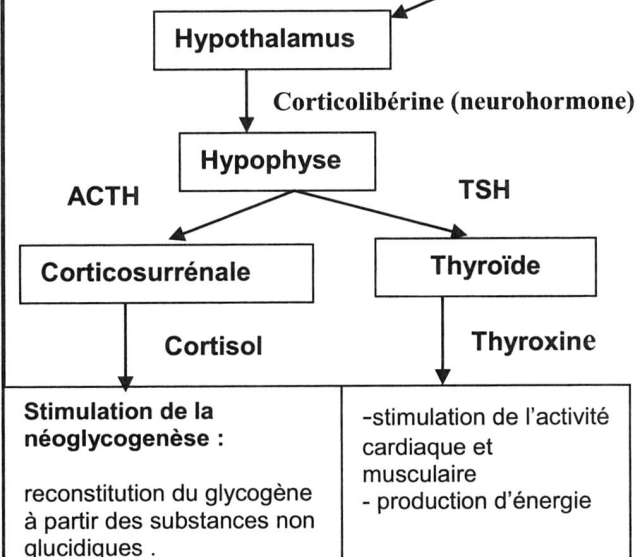 Hypothalamus
Corticolibérine (neurohormone)
Hypophyse
ACTH
TSH
Corticosurrénale
Thyroïde
Cortisol
Thyroxine
Stimulation de la
néoglycogenèse :
reconstitution du glycogène
à partir des substances non
glucidiques .
-stimulation de l'activité
cardiaque et
musculaire
- production d'énergie